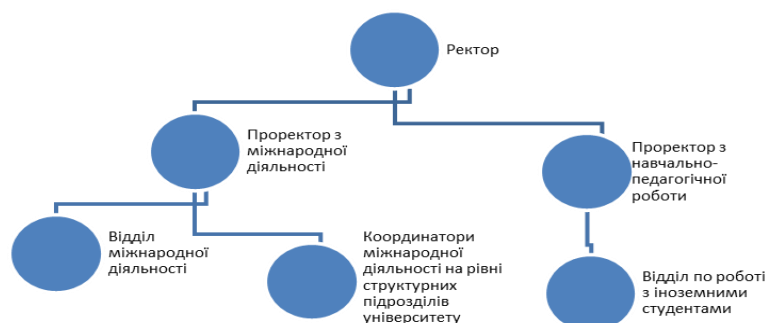 Ректор
Проректор з
міжнародної
діяльності
Проректор з
навчально-
педагогічної
роботи
Відділ
міжнародної
діяльності
Координатори
міжнародної
діяльності на рівні
структурних
підрозділів
університету
Відділ по роботі
з іноземними
студентами